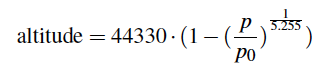 altitude = 44330 · (1 − (p/p₀)^(1/5.255))